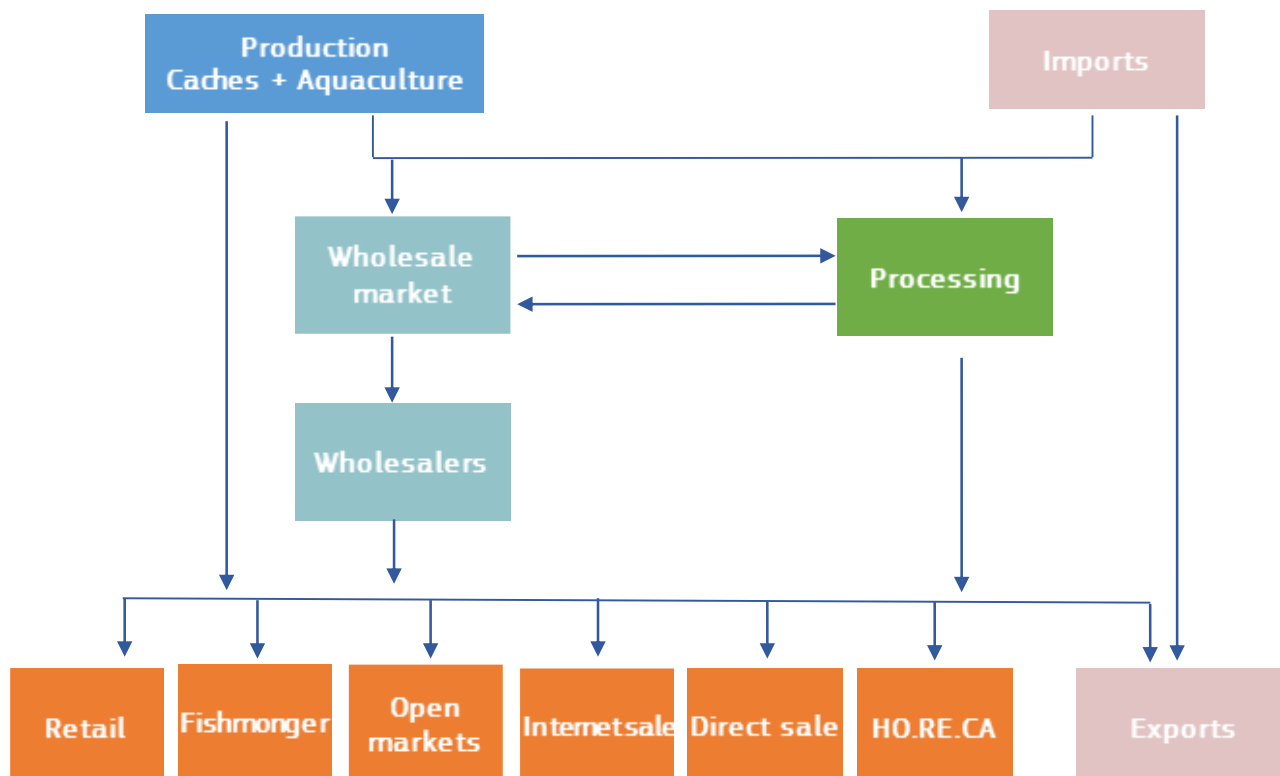 Production
Caches + Aquaculture
Imports
Wholesale
market
Processing
Wholesalers
Retail
Fishmonger
Open
markets
Internetsale
Direct sale
HO.RE.CA
Exports